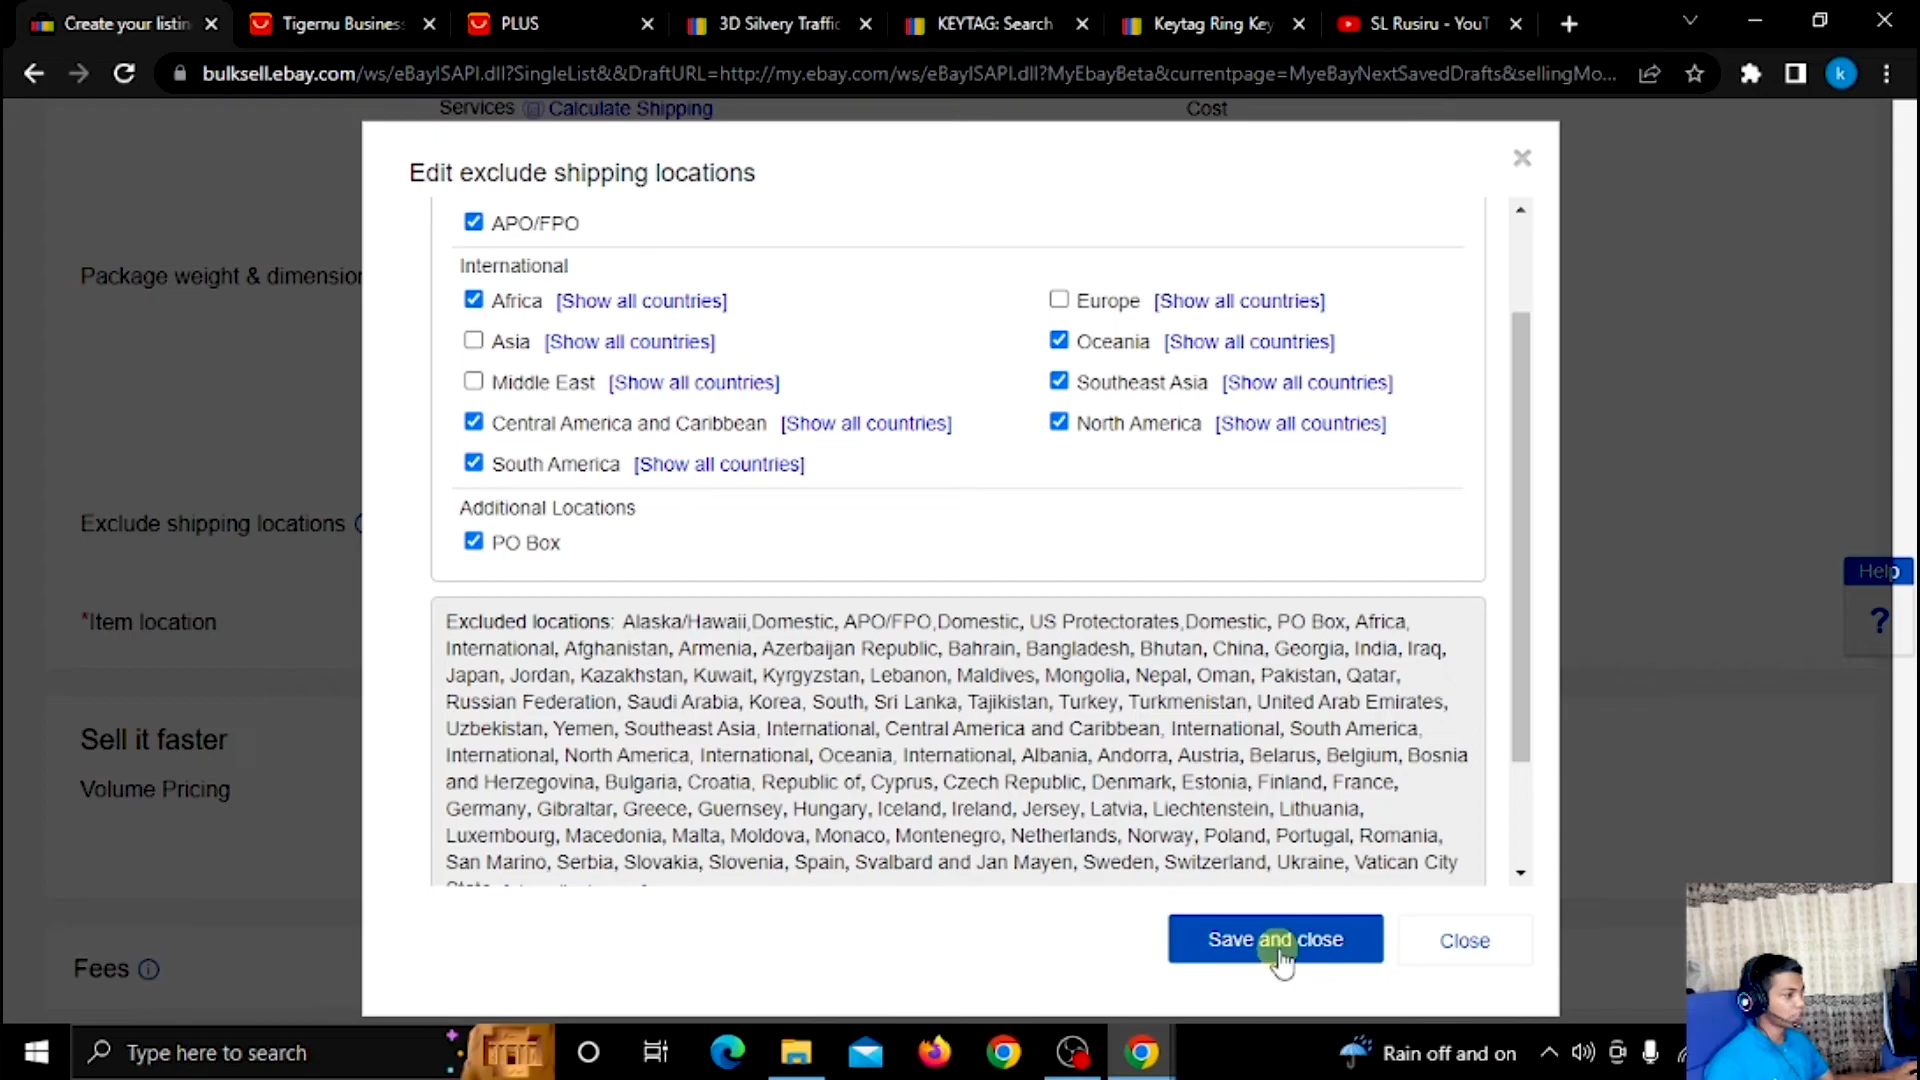 Create your listin
Tigernu Business
PLUS
3D Silvery Traffic
KEYTAG: Search
Keytag Ring Key
SL Rusiru - YouT
bulksell.ebay.com/ws/eBayISAPI.dll?SingleList&&DraftURL=http://my.ebay.com/ws/eBayISAPI.dll?MyEbayBeta&currentpage=MyeBayNextSavedDrafts&sellingMo...
k
Services Calculate Shipping
Cost
Edit exclude shipping locations
APO/FPO
Package weight & dimension
International
Africa [Show all countries]
Europe [Show all countries]
Asia [Show all countries]
Oceania [Show all countries]
Middle East [Show all countries]
Southeast Asia [Show all countries]
Central America and Caribbean [Show all countries]
North America [Show all countries]
South America [Show all countries]
Additional Locations
Exclude shipping locations
PO Box
Help
?
*Item location
Excluded locations: Alaska/Hawaii,Domestic, APO/FPO,Domestic, US Protectorates,Domestic, PO Box, Africa,
International, Afghanistan, Armenia, Azerbaijan Republic, Bahrain, Bangladesh, Bhutan, China, Georgia, India, Iraq,
Japan, Jordan, Kazakhstan, Kuwait, Kyrgyzstan, Lebanon, Maldives, Mongolia, Nepal, Oman, Pakistan, Qatar,
Russian Federation, Saudi Arabia, Korea, South, Sri Lanka, Tajikistan, Turkey, Turkmenistan, United Arab Emirates,
Uzbekistan, Yemen, Southeast Asia, International, Central America and Caribbean, International, South America,
International, North America, International, Oceania, International, Albania, Andorra, Austria, Belarus, Belgium, Bosnia
and Herzegovina, Bulgaria, Croatia, Republic of, Cyprus, Czech Republic, Denmark, Estonia, Finland, France,
Germany, Gibraltar, Greece, Guernsey, Hungary, Iceland, Ireland, Jersey, Latvia, Liechtenstein, Lithuania,
Luxembourg, Macedonia, Malta, Moldova, Monaco, Montenegro, Netherlands, Norway, Poland, Portugal, Romania,
San Marino, Serbia, Slovakia, Slovenia, Spain, Svalbard and Jan Mayen, Sweden, Switzerland, Ukraine, Vatican City
Sell it faster
Volume Pricing
Save and close
Close
Fees
Type here to search
Rain off and on